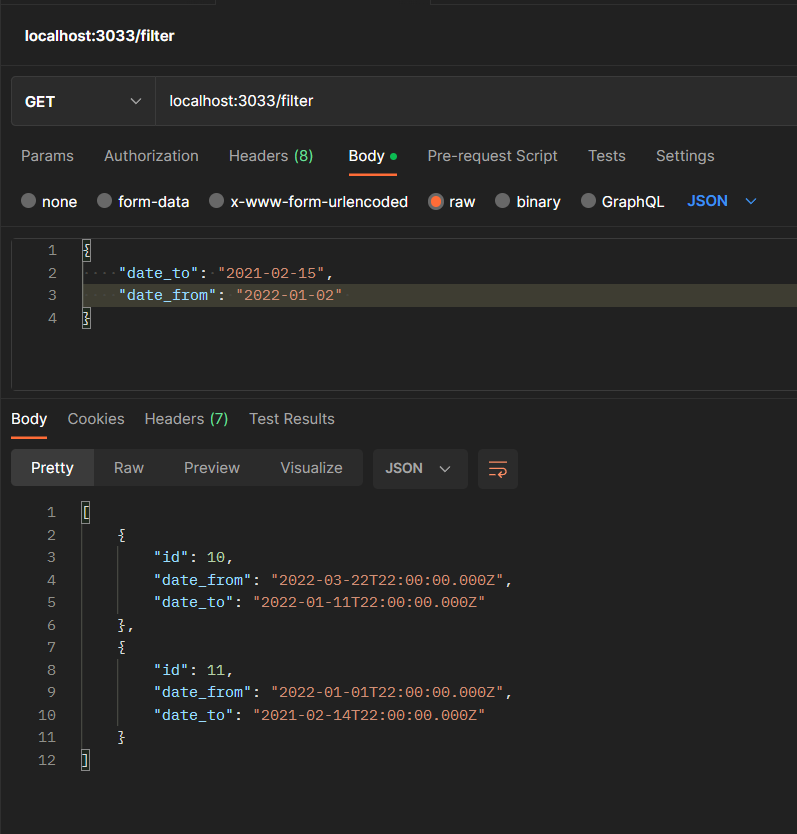 localhost:3033/filter
GET localhost:3033/filter
Params Authorization Headers (8) Body Pre-request Script Tests Settings
none form-data x-www-form-urlencoded raw binary GraphQL JSON
1 {
2 ····"date_to":·"2021-02-15",
3 ····"date_from":·"2022-01-02"·
4 }
Body Cookies Headers (7) Test Results
Pretty Raw Preview Visualize JSON
1 [
2 {
3 "id": 10,
4 "date_from": "2022-03-22T22:00:00.000Z",
5 "date_to": "2022-01-11T22:00:00.000Z"
6 },
7 {
8 "id": 11,
9 "date_from": "2022-01-01T22:00:00.000Z",
10 "date_to": "2021-02-14T22:00:00.000Z"
11 }
12 ]